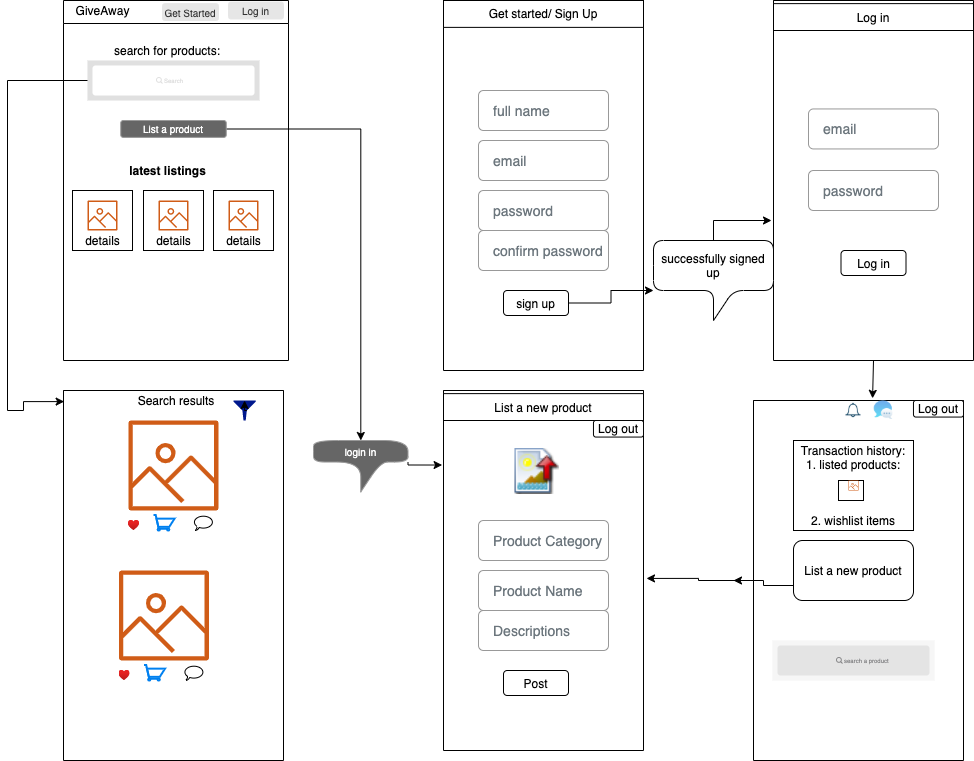 GiveAway
Get Started
Log in
search for products:
Search
List a product
latest listings
details
details
details
Get started/ Sign Up
full name
email
password
confirm password
sign up
successfully signed
up
Log in
email
password
Log in
Search results
login in
List a new product
Log out
Product Category
Product Name
Descriptions
Post
Log out
Transaction history:
1. listed products:
2. wishlist items
List a new product
search a product